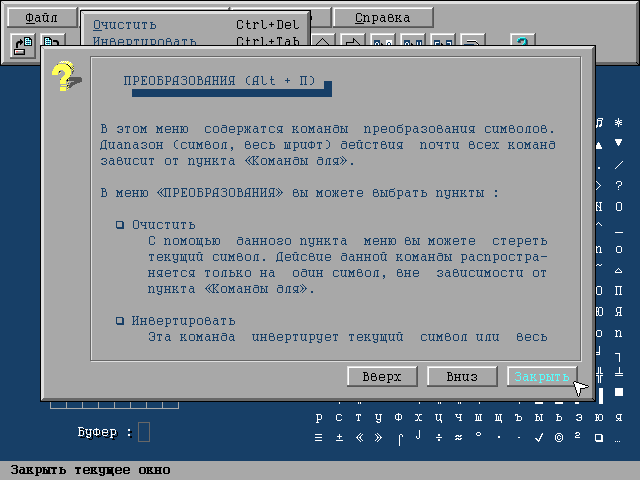 Файл
Справка
Очистить Ctrl+Del
Инвертировать Ctrl+Tab
ПРЕОБРАЗОВАНИЯ (Alt + П)
В этом меню содержатся команды преобразования символов.
Диапазон (символ, весь шрифт) действия почти всех команд
зависит от пункта «Команды для».
В меню «ПРЕОБРАЗОВАНИЯ» вы можете выбрать пункты :
Очистить
С помощью данного пункта меню вы можете стереть
текущий символ. Дейсвие данной команды распростра-
няется только на один символ, вне зависимости от
пункта «Команды для».
Инвертировать
Эта команда инвертирует текущий символ или весь
Вверх Вниз Закрыть
р с т у ф х ц ч ш щ ъ ы ь э ю я
≡ ± « » ⌠ ⌡ ÷ ≈ ° · · √ © ² ❏ …
Буфер :
Закрыть текущее окно